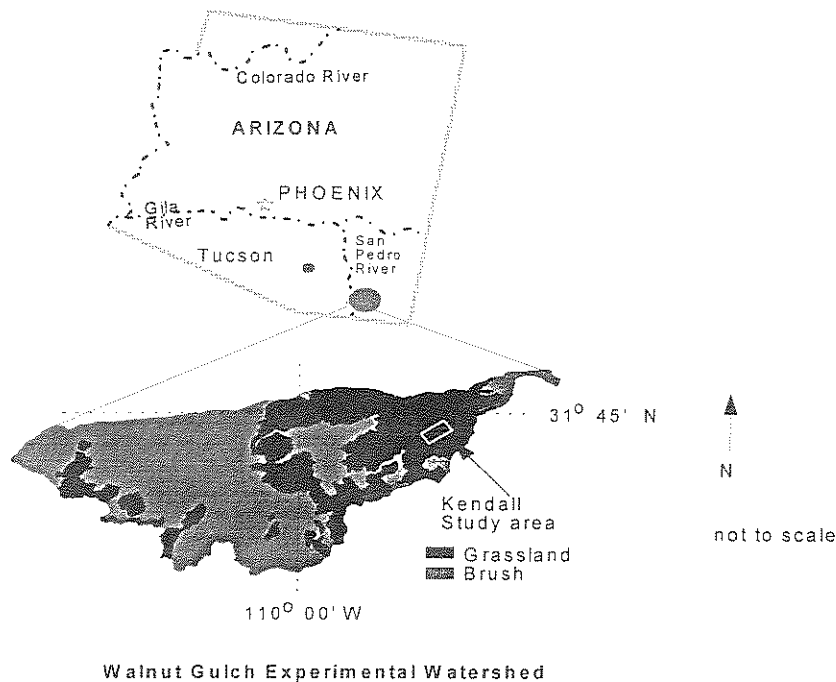 Colorado River
ARIZONA
PHOENIX
Gila
River
San
Pedro
River
Tucson
31° 45' N
N
Kendall
Study area
Grassland
Brush
not to scale
110° 00' W
Walnut Gulch Experimental Watershed